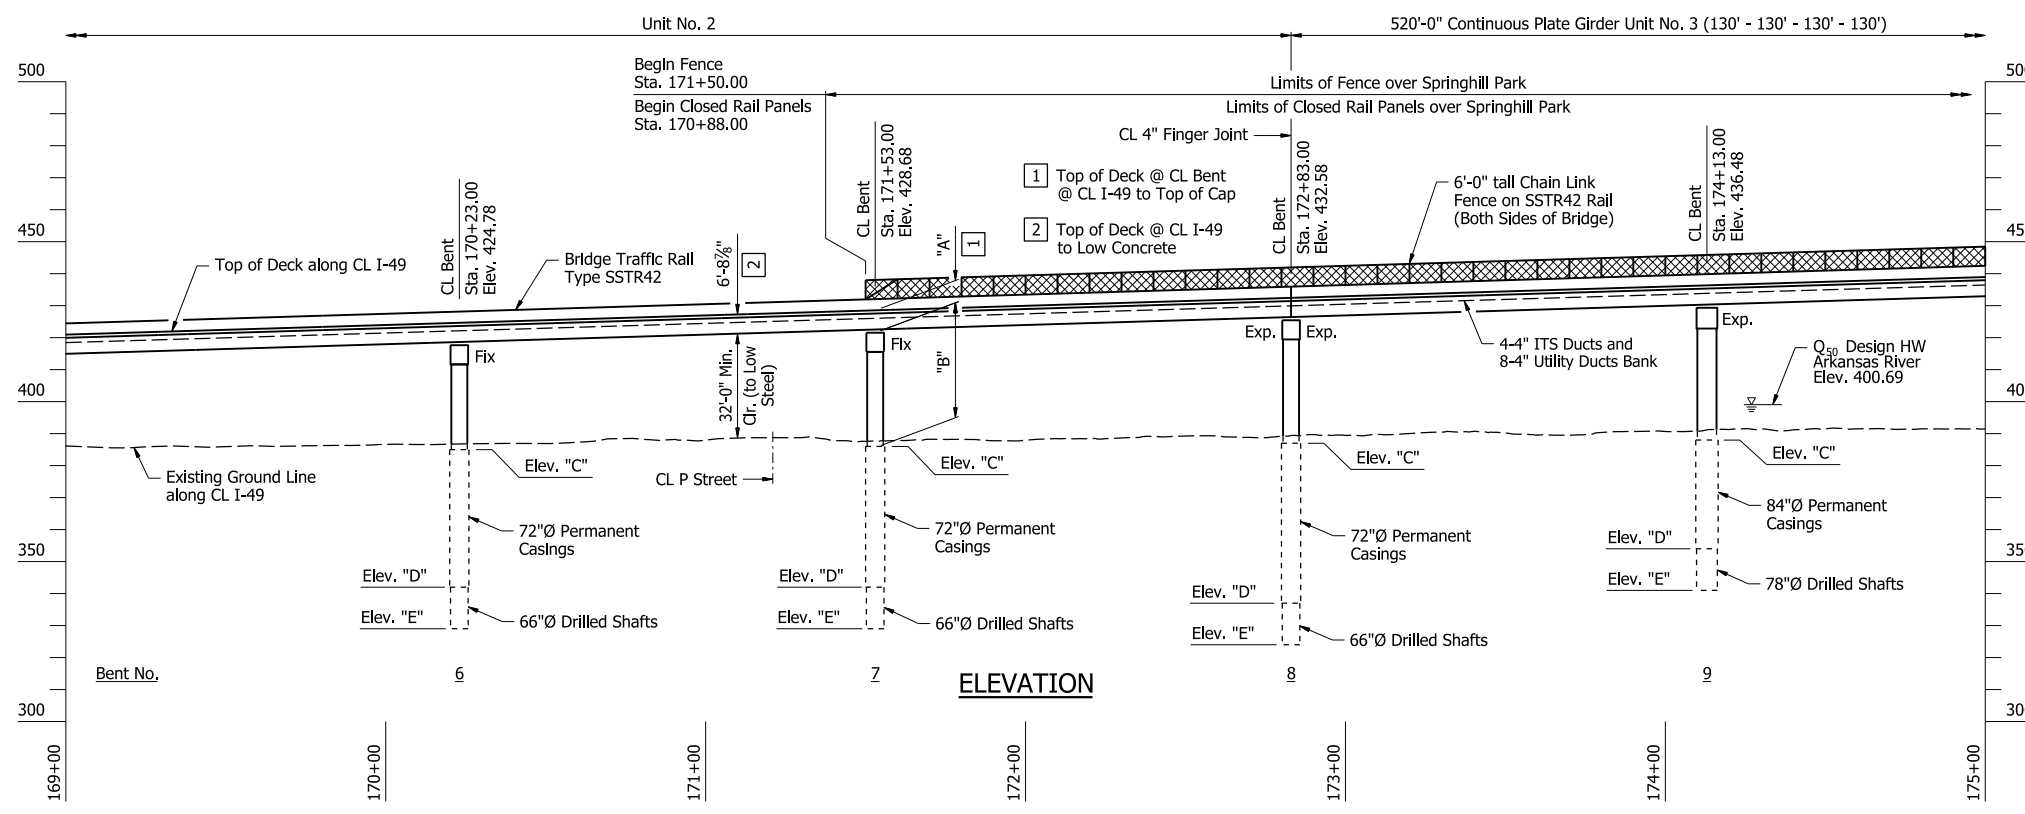 Unit No. 2
520'-0" Continuous Plate Girder Unit No. 3 (130' - 130' - 130' - 130')
Begin Fence
Sta. 171+50.00
Begin Closed Rail Panels
Sta. 170+88.00
Limits of Fence over Springhill Park
Limits of Closed Rail Panels over Springhill Park
CL 4" Finger Joint
500
450
400
350
300
50
45
40
35
30
CL Bent
Sta. 170+23.00
Elev. 424.78
CL Bent
Sta. 171+53.00
Elev. 428.68
CL Bent
Sta. 172+83.00
Elev. 432.58
CL Bent
Sta. 174+13.00
Elev. 436.48
1 Top of Deck @ CL Bent
@ CL I-49 to Top of Cap
2 Top of Deck @ CL I-49
to Low Concrete
6'-0" tall Chain Link
Fence on SSTR42 Rail
(Both Sides of Bridge)
Top of Deck along CL I-49
Bridge Traffic Rail
Type SSTR42
6'-8⅞"
2
"A"
1
"B"
32'-0" Min.
Clr. (to Low
Steel)
Fix
Fix
Exp.
Exp.
Exp.
4-4" ITS Ducts and
8-4" Utility Ducts Bank
Q50 Design HW
Arkansas River
Elev. 400.69
Existing Ground Line
along CL I-49
CL P Street
Elev. "C"
Elev. "C"
Elev. "C"
Elev. "C"
72"Ø Permanent
Casings
72"Ø Permanent
Casings
72"Ø Permanent
Casings
84"Ø Permanent
Casings
Elev. "D"
Elev. "D"
Elev. "D"
Elev. "D"
Elev. "E"
Elev. "E"
Elev. "E"
Elev. "E"
66"Ø Drilled Shafts
66"Ø Drilled Shafts
66"Ø Drilled Shafts
78"Ø Drilled Shafts
Bent No.
6
7
8
9
ELEVATION
169+00
170+00
171+00
172+00
173+00
174+00
175+00